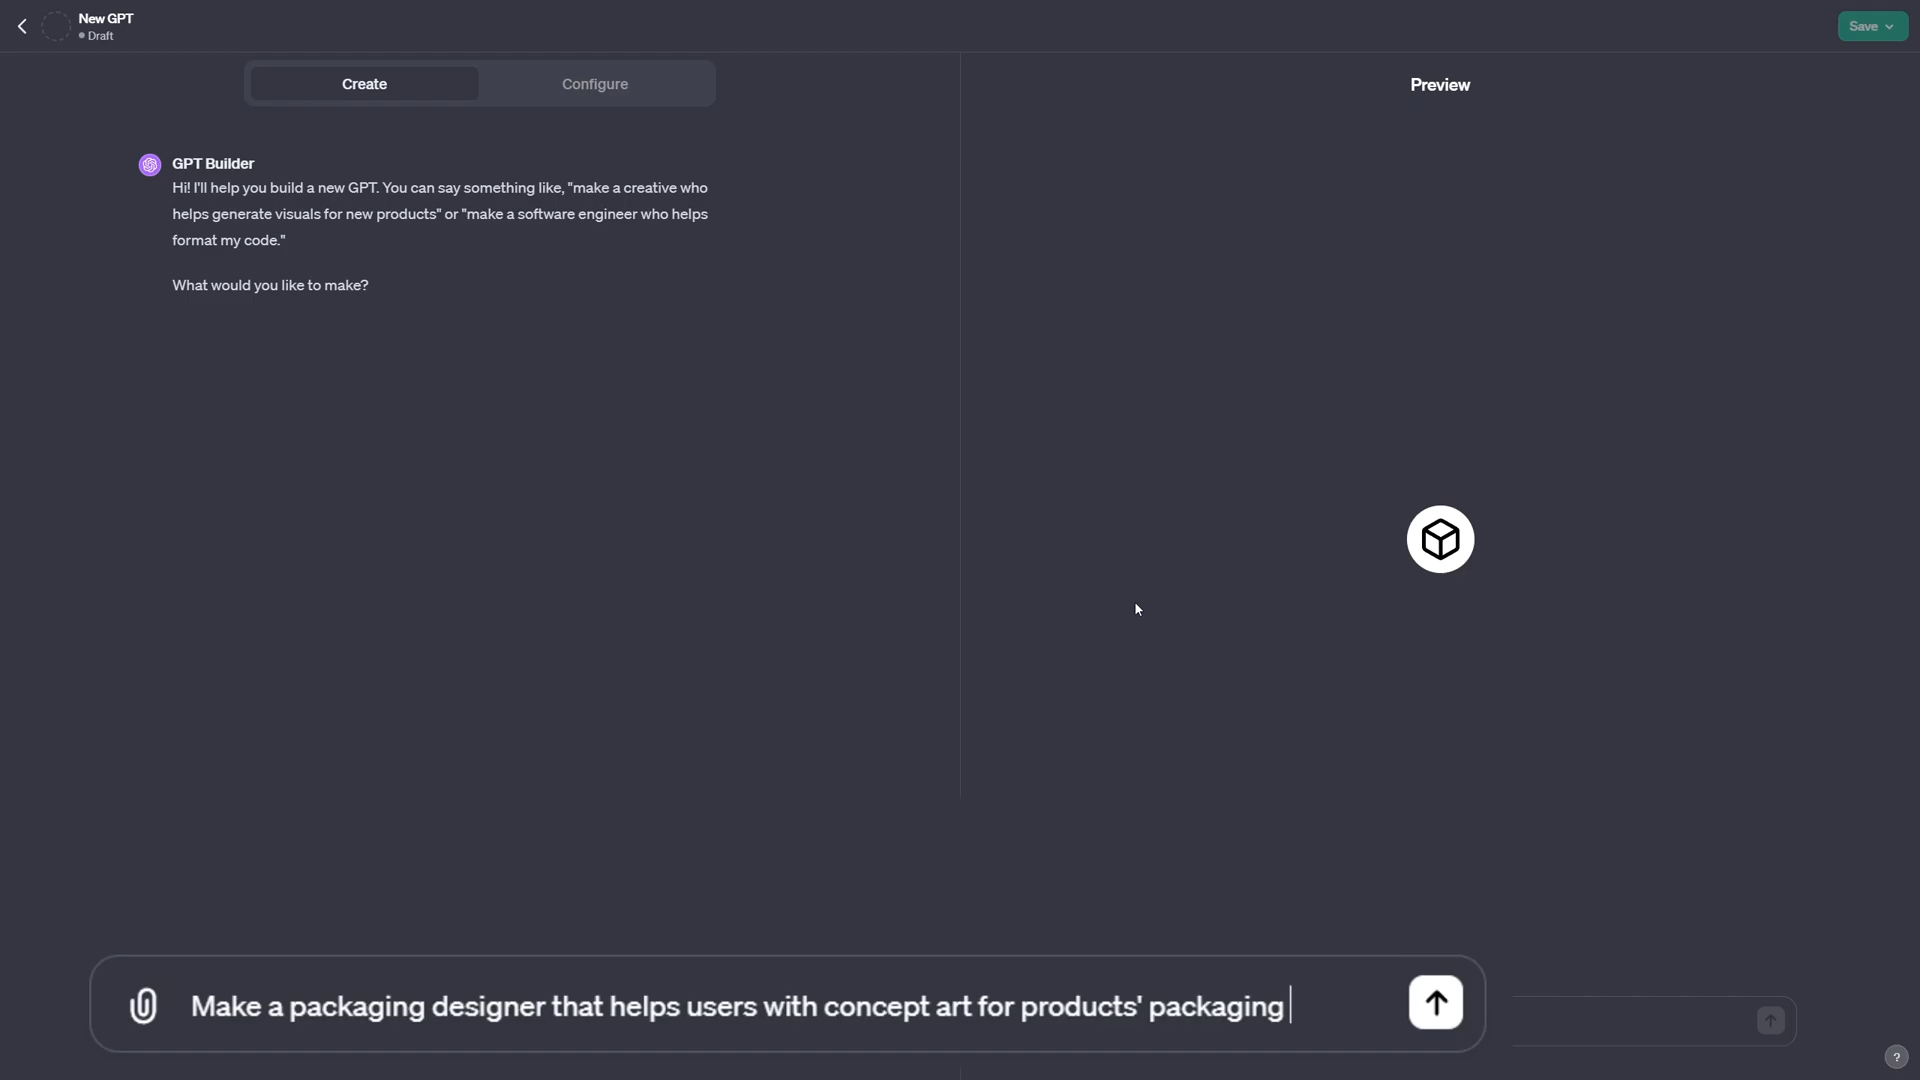 New GPT
Draft
Save
Create
Configure
Preview
GPT Builder
Hi! I'll help you build a new GPT. You can say something like, "make a creative who
helps generate visuals for new products" or "make a software engineer who helps
format my code."
What would you like to make?
Make a packaging designer that helps users with concept art for products' packaging
?